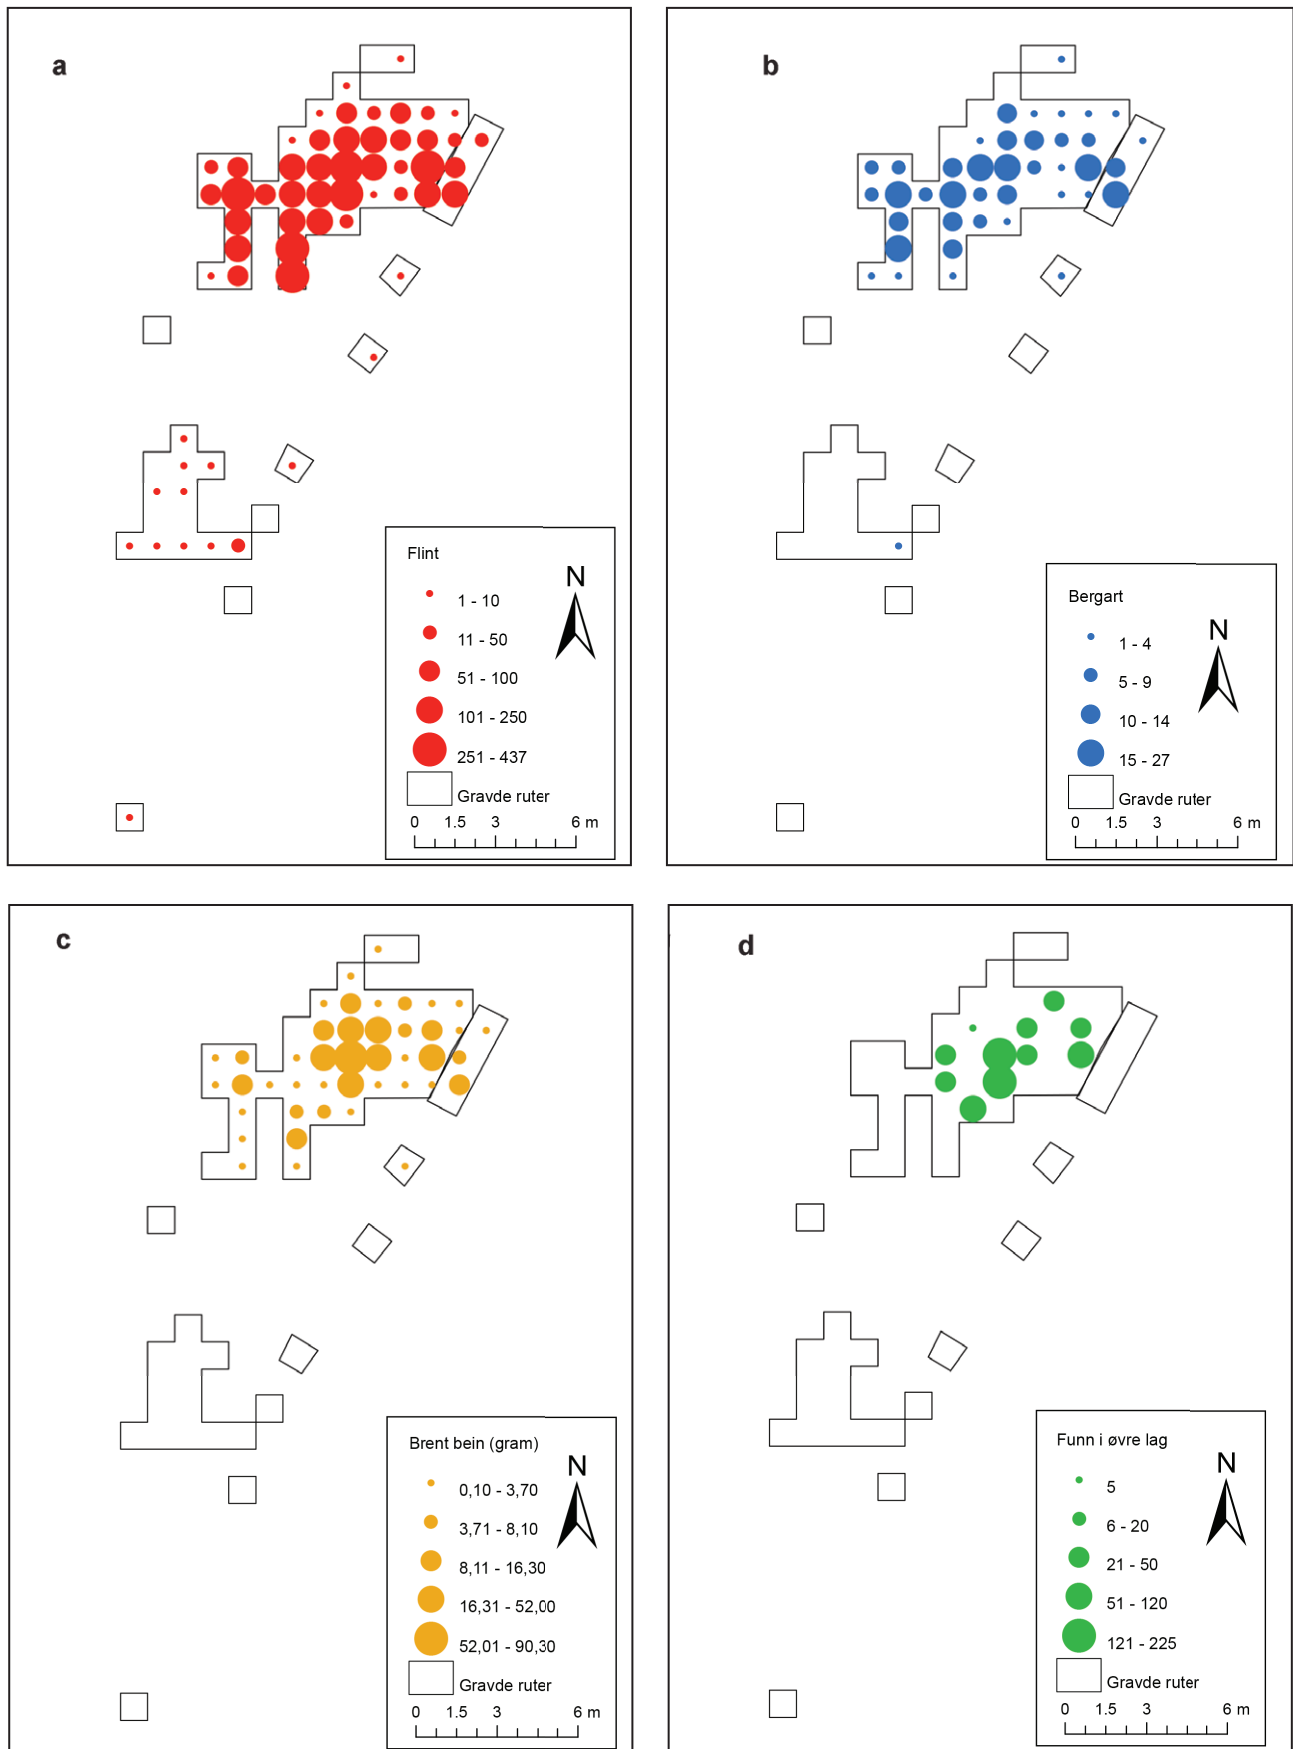 a
Flint
N
1 - 10
11 - 50
51 - 100
101 - 250
251 - 437
Gravde ruter
0 1.5 3 6 m
b
Bergart
N
1 - 4
5 - 9
10 - 14
15 - 27
Gravde ruter
0 1.5 3 6 m
c
Brent bein (gram)
N
0,10 - 3,70
3,71 - 8,10
8,11 - 16,30
16,31 - 52,00
52,01 - 90,30
Gravde ruter
0 1.5 3 6 m
d
Funn i øvre lag
N
5
6 - 20
21 - 50
51 - 120
121 - 225
Gravde ruter
0 1.5 3 6 m